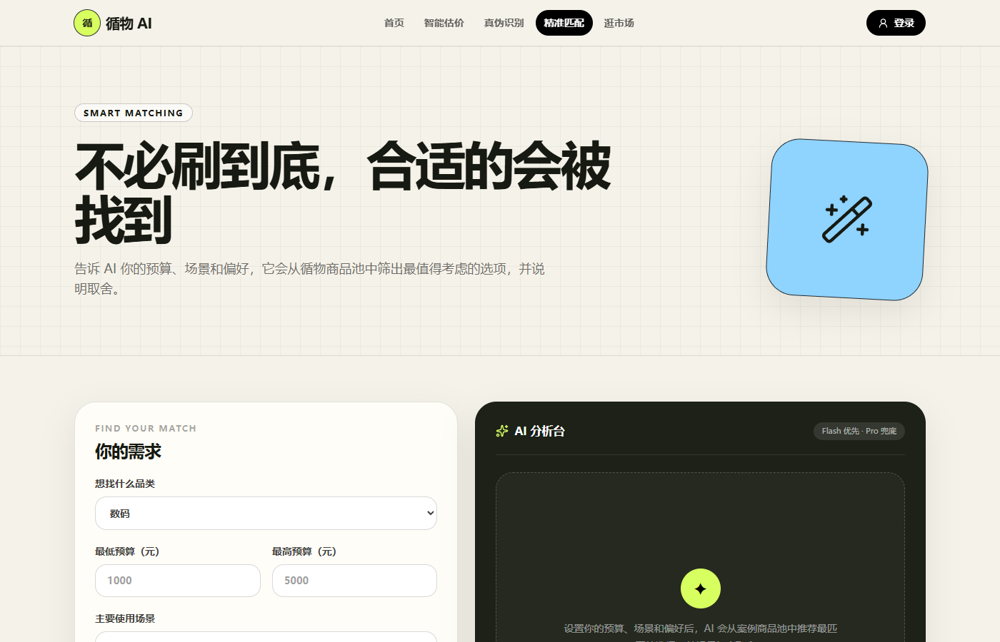 循 循物 AI
首页 智能估价 真伪识别 精准匹配 逛市场
登录
SMART MATCHING
不必刷到底，合适的会被
找到
告诉 AI 你的预算、场景和偏好，它会从循物商品池中筛出最值得考虑的选项，并说
明取舍。
FIND YOUR MATCH
你的需求
想找什么品类
数码
最低预算（元） 最高预算（元）
1000 5000
主要使用场景
AI 分析台
Flash 优先 · Pro 兜底
设置你的预算、场景和偏好后，AI 会从案例商品池中推荐最匹